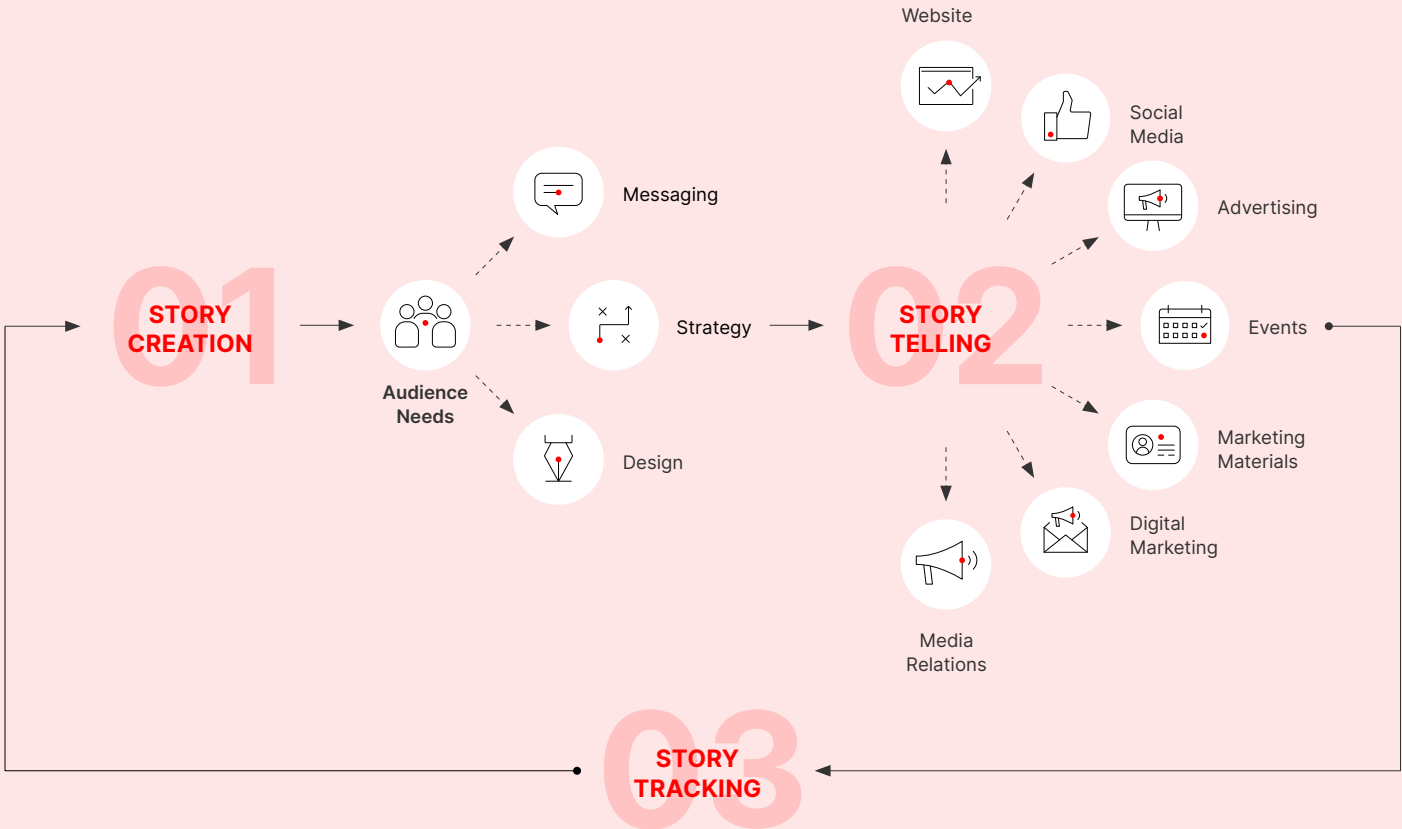 01
STORY
CREATION
Audience
Needs
Messaging
Strategy
Design
02
STORY
TELLING
Website
Social
Media
Advertising
Events
Marketing
Materials
Digital
Marketing
Media
Relations
03
STORY
TRACKING